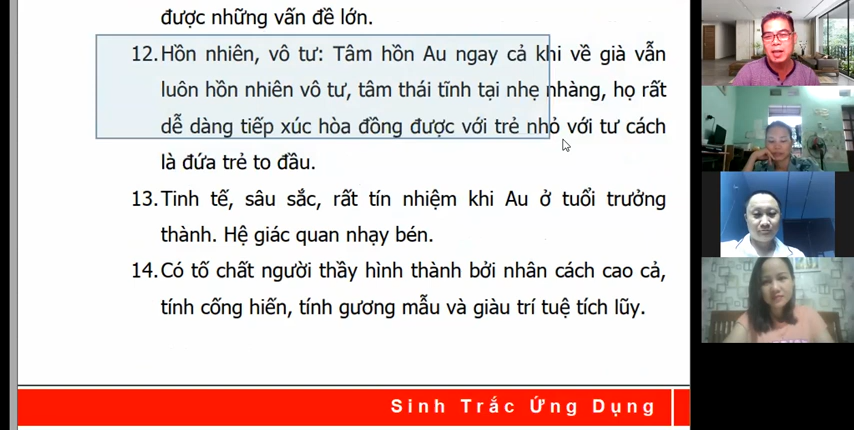 được những vấn đề lớn.
12. Hồn nhiên, vô tư: Tâm hồn Au ngay cả khi về già vẫn
luôn hồn nhiên vô tư, tâm thái tĩnh tại nhẹ nhàng, họ rất
dễ dàng tiếp xúc hòa đồng được với trẻ nhỏ với tư cách
là đứa trẻ to đầu.
13. Tinh tế, sâu sắc, rất tín nhiệm khi Au ở tuổi trưởng
thành. Hệ giác quan nhạy bén.
14. Có tố chất người thầy hình thành bởi nhân cách cao cả,
tính cống hiến, tính gương mẫu và giàu trí tuệ tích lũy.
Sinh Trắc Ứng Dụng